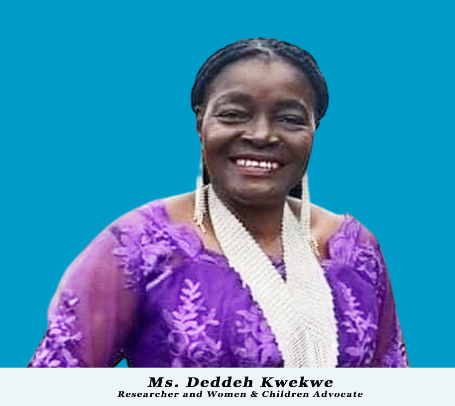 Ms. Deddeh Kwekwe
Researcher and Women & Children Advocate